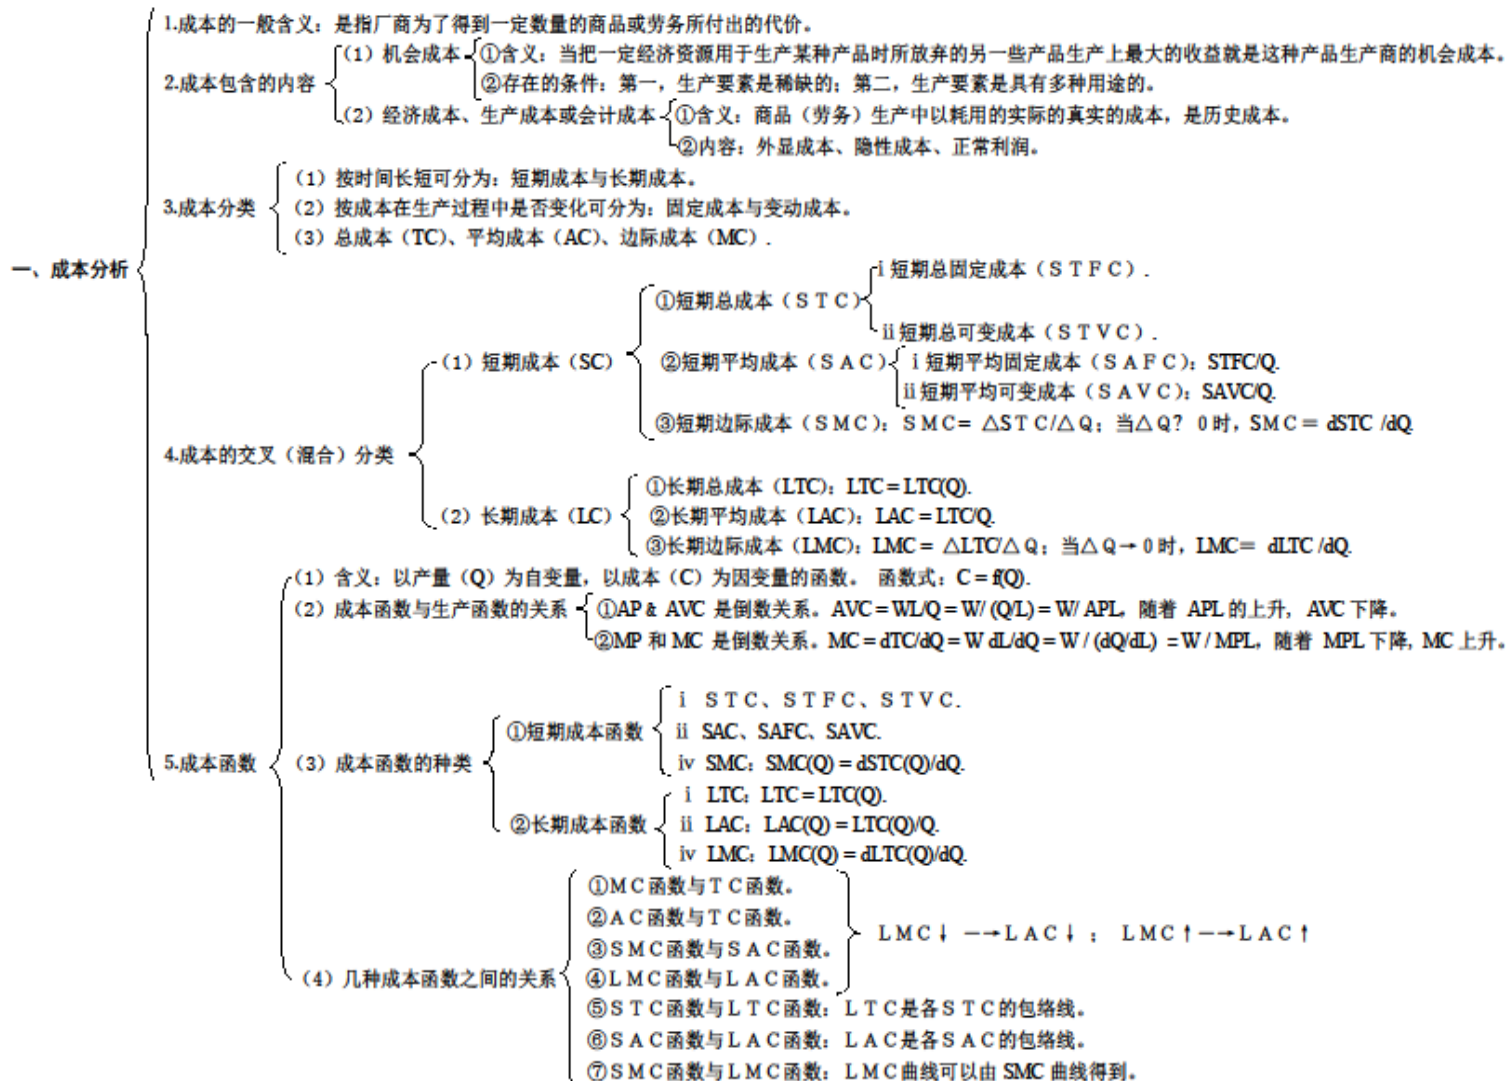 1.成本的一般含义：是指厂商为了得到一定数量的商品或劳务所付出的代价。
2.成本包含的内容
（1）机会成本
①含义：当把一定经济资源用于生产某种产品时所放弃的另一些产品生产上最大的收益就是这种产品生产商的机会成本.
②存在的条件：第一，生产要素是稀缺的；第二，生产要素是具有多种用途的。
（2）经济成本、生产成本或会计成本
①含义：商品（劳务）生产中以耗用的实际的真实的成本，是历史成本。
②内容：外显成本、隐性成本、正常利润。
3.成本分类
（1）按时间长短可分为：短期成本与长期成本。
（2）按成本在生产过程中是否变化可分为：固定成本与变动成本。
（3）总成本（TC）、平均成本（AC）、边际成本（MC）.
一、成本分析
4.成本的交叉（混合）分类
（1）短期成本（SC）
①短期总成本（ＳＴＣ）
ⅰ短期总固定成本（ＳＴＦＣ）.
ⅱ短期总可变成本（ＳＴＶＣ）.
②短期平均成本（ＳＡＣ）
ⅰ短期平均固定成本（ＳＡＦＣ）：STFC/Q.
ⅱ短期平均可变成本（ＳＡＶＣ）：SAVC/Q.
③短期边际成本（ＳＭＣ）：ＳＭＣ= △ＳＴＣ/△Ｑ；当△Ｑ? 0时，ＳＭＣ＝ dSTC /dQ
（2）长期成本（LC）
①长期总成本（LTC）：LTC＝LTC(Q).
②长期平均成本（LAC）：LAC＝LTC/Q.
③长期边际成本（LMC）：LMC＝ △LTC/△Ｑ；当△Ｑ→ 0时，LMC＝ dLTC /dQ.
5.成本函数
（1）含义：以产量（Q）为自变量，以成本（C）为因变量的函数。 函数式：C＝f(Q).
（2）成本函数与生产函数的关系
①AP& AVC 是倒数关系。AVC＝WL/Q＝W/ (Q/L)＝W/ APL，随着 APL的上升，AVC下降。
②MP 和 MC 是倒数关系。MC＝dTC/dQ＝W dL/dQ＝W / (dQ/dL) =W / MPL，随着 MPL下降, MC上升。
（3）成本函数的种类
①短期成本函数
ⅰ ＳＴＣ、ＳＴＦＣ、ＳＴＶＣ.
ⅱ SAC、SAFC、SAVC.
ⅳ SMC：SMC(Q)＝dSTC(Q)/dQ.
②长期成本函数
ⅰ LTC：LTC＝LTC(Q).
ⅱ LAC：LAC(Q)＝LTC(Q)/Q.
ⅳ LMC：LMC(Q)＝dLTC(Q)/dQ.
（4）几种成本函数之间的关系
①ＭＣ函数与ＴＣ函数。
②ＡＣ函数与ＴＣ函数。
③ＳＭＣ函数与ＳＡＣ函数。
④ＬＭＣ函数与ＬＡＣ函数。
ＬＭＣ↓ —→ＬＡＣ↓； ＬＭＣ↑—→ＬＡＣ↑
⑤ＳＴＣ函数与ＬＴＣ函数：ＬＴＣ是各ＳＴＣ的包络线。
⑥ＳＡＣ函数与ＬＡＣ函数：ＬＡＣ是各ＳＡＣ的包络线。
⑦ＳＭＣ函数与ＬＭＣ函数：ＬＭＣ曲线可以由 SMC 曲线得到。